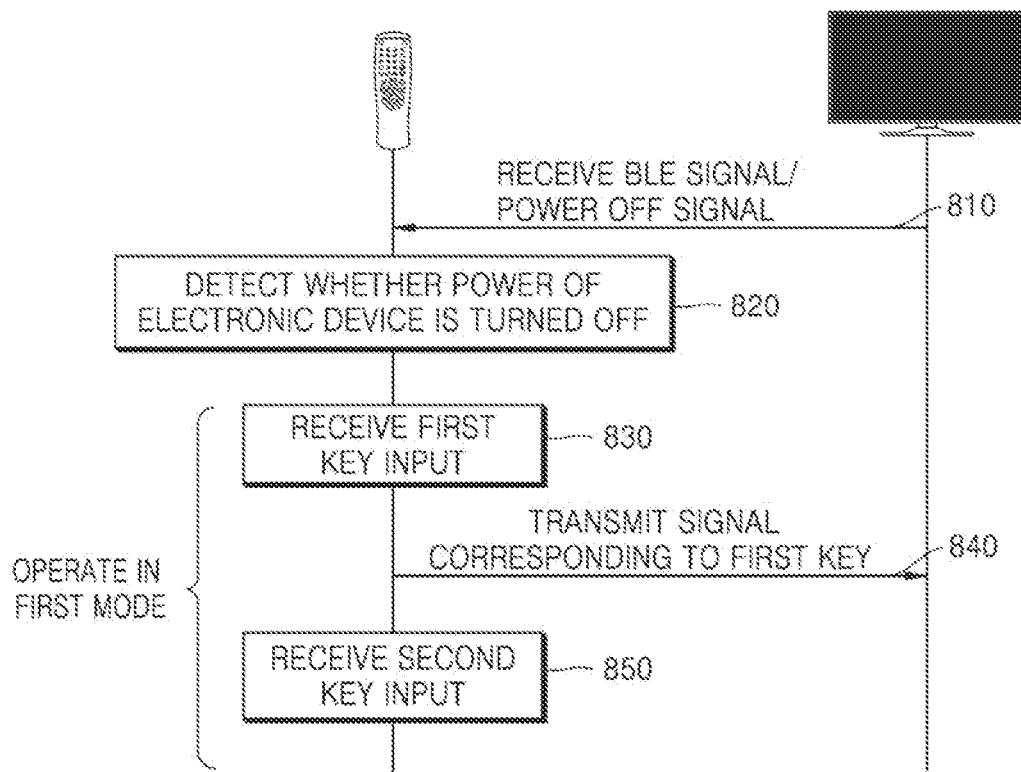 RECEIVE BLE SIGNAL/
POWER OFF SIGNAL
810
DETECT WHETHER POWER OF
ELECTRONIC DEVICE IS TURNED OFF
820
RECEIVE FIRST
KEY INPUT
830
TRANSMIT SIGNAL
CORRESPONDING TO FIRST KEY
840
OPERATE IN
FIRST MODE
RECEIVE SECOND
KEY INPUT
850